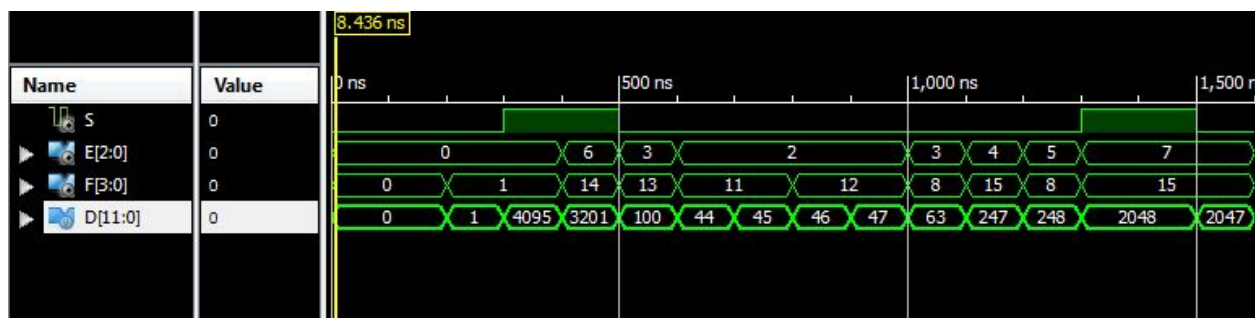 8.436 ns
Name Value 0 ns 500 ns 1,000 ns 1,500 n
S 0
E[2:0] 0 0 6 3 2 3 4 5 7
F[3:0] 0 0 1 14 13 11 12 8 15 8 15
D[11:0] 0 0 1 4095 3201 100 44 45 46 47 63 247 248 2048 2047